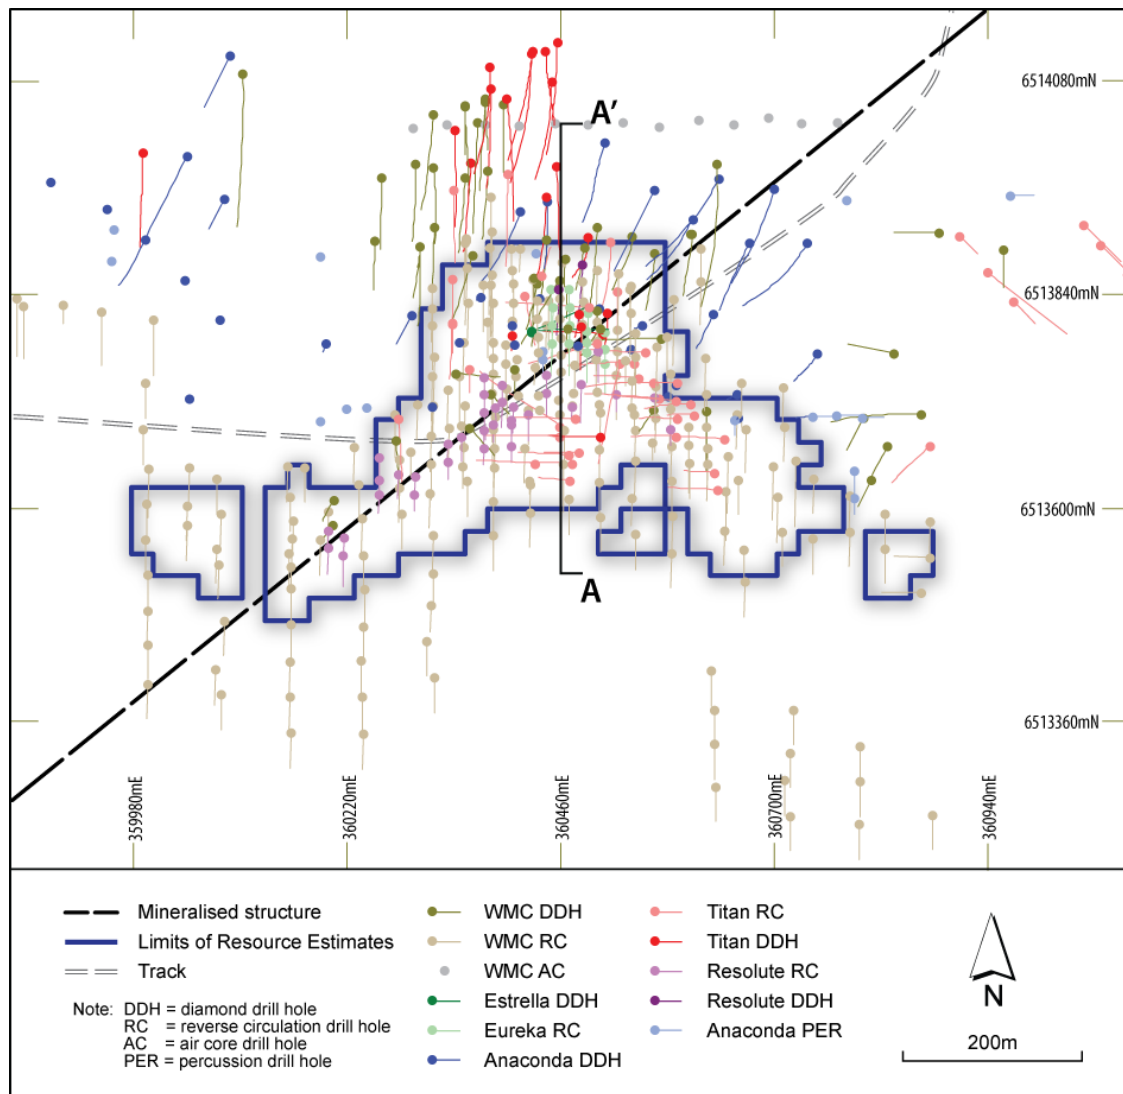 A’
6514080mN
6513840mN
6513600mN
A
6513360mN
359980mE
360220mE
360460mE
360700mE
360940mE
Mineralised structure
Limits of Resource Estimates
Track
Note: DDH = diamond drill hole
RC = reverse circulation drill hole
AC = air core drill hole
PER = percussion drill hole
WMC DDH
WMC RC
WMC AC
Estrella DDH
Eureka RC
Anaconda DDH
Titan RC
Titan DDH
Resolute RC
Resolute DDH
Anaconda PER
N
200m